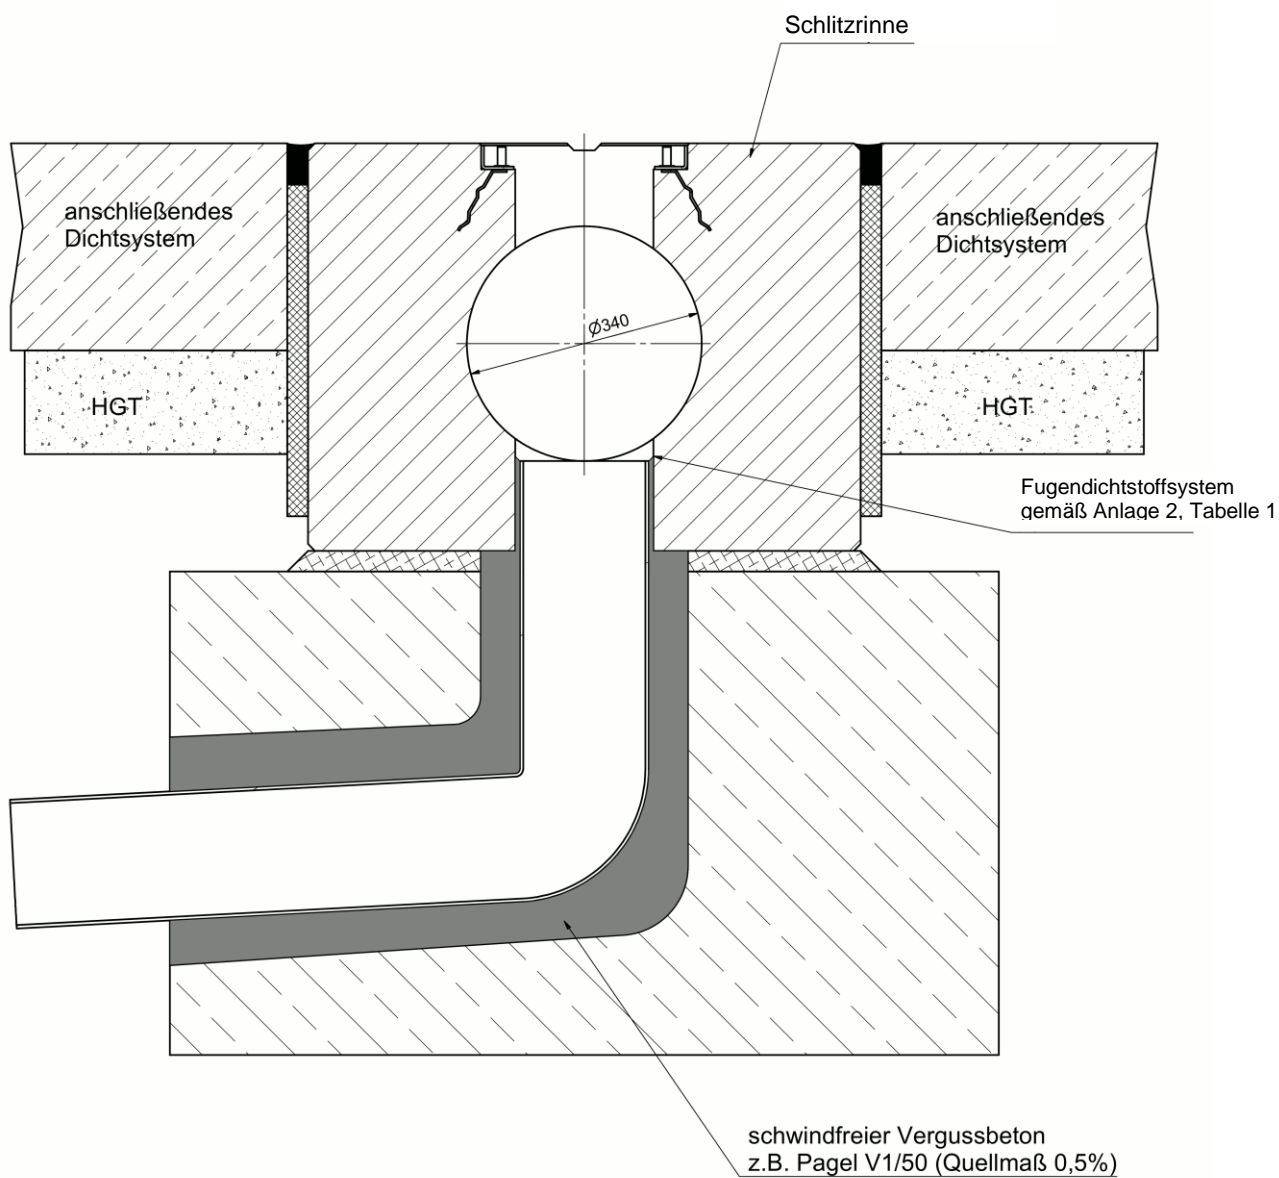 Schlitzrinne
anschließendes
Dichtsystem
anschließendes
Dichtsystem
Ø340
HGT
HGT
Fugendichtstoffsystem
gemäß Anlage 2, Tabelle 1
schwindfreier Vergussbeton
z.B. Pagel V1/50 (Quellmaß 0,5%)